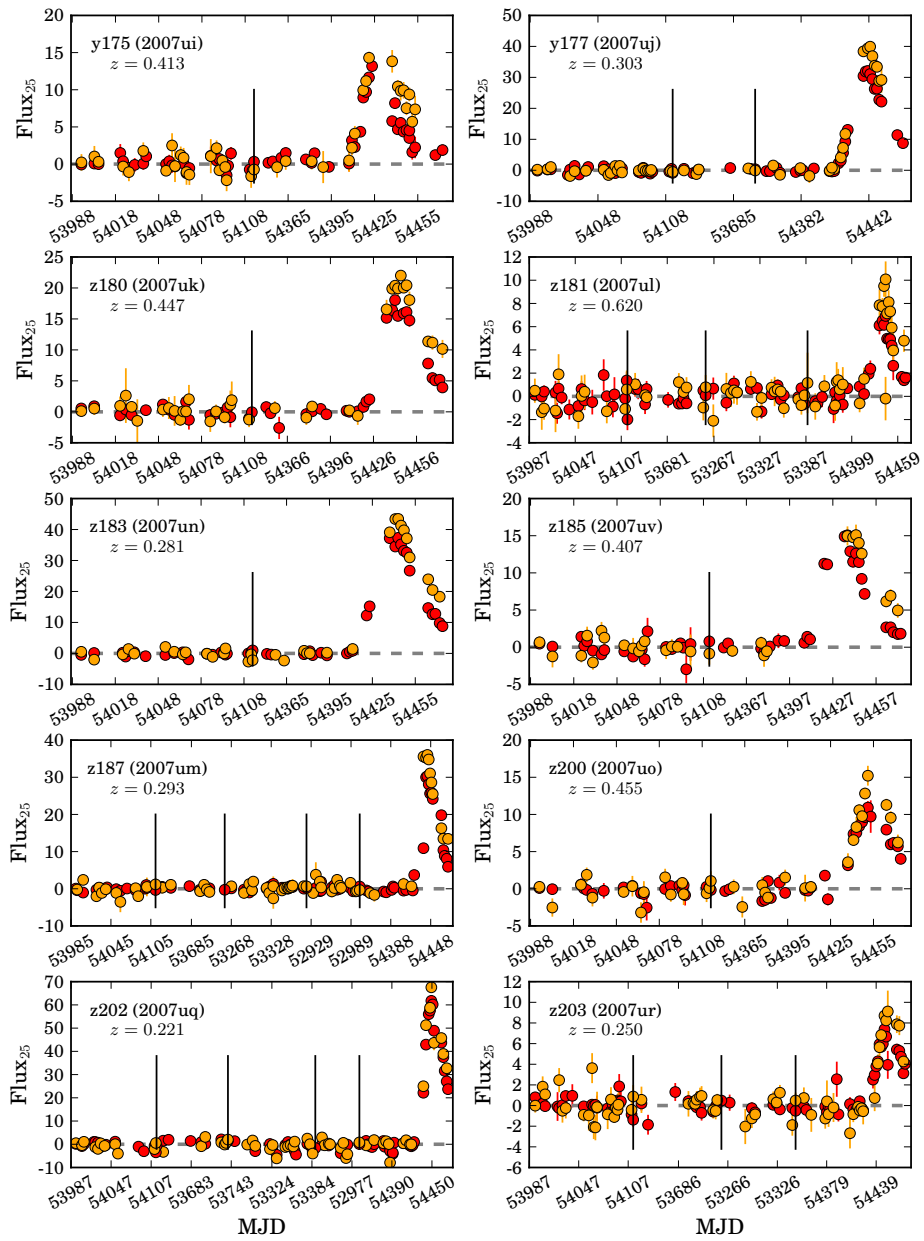 y175 (2007ui)
z = 0.413
Flux25
20
15
10
5
0
−5
53988 54018 54048 54078 54108 54365 54395 54425 54455
y177 (2007uj)
z = 0.303
Flux25
50
40
30
20
10
0
−10
53988 54048 54108 53685 54382 54442
z180 (2007uk)
z = 0.447
Flux25
25
20
15
10
5
0
−5
53988 54018 54048 54078 54108 54366 54396 54426 54456
z181 (2007ul)
z = 0.620
Flux25
12
10
8
6
4
2
0
2
4
53987 54047 54107 53681 53267 53327 53387 54399 54459
z183 (2007un)
z = 0.281
Flux25
50
40
30
20
10
0
−10
53988 54018 54048 54078 54108 54365 54395 54425 54455
z185 (2007uv)
z = 0.407
Flux25
20
15
10
5
0
−5
53988 54018 54048 54078 54108 54367 54397 54427 54457
z187 (2007um)
z = 0.293
Flux25
40
30
20
10
0
−10
53985 54045 54105 53685 53268 53328 52929 52989 54388 54448
z200 (2007uo)
z = 0.455
Flux25
20
15
10
5
0
−5
53988 54018 54048 54078 54108 54365 54395 54425 54455
z202 (2007uq)
z = 0.221
Flux25
70
60
50
40
30
20
10
0
−10
53987 54047 54107 53683 53743 53324 53384 52777 54390 54450
MJD
z203 (2007ur)
z = 0.250
Flux25
12
10
8
6
4
2
0
−2
−4
6
53987 54047 54107 53686 53266 53326 54379 54439
MJD